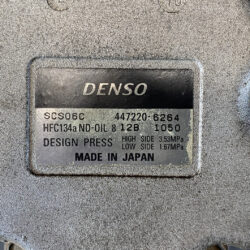 DENSO
SCS06C 447220-6264
HFC134a ND-OIL 8 12B 1050
DESIGN PRESS HIGH SIDE 3.53MPa
LOW SIDE 1.67MPa
MADE IN JAPAN